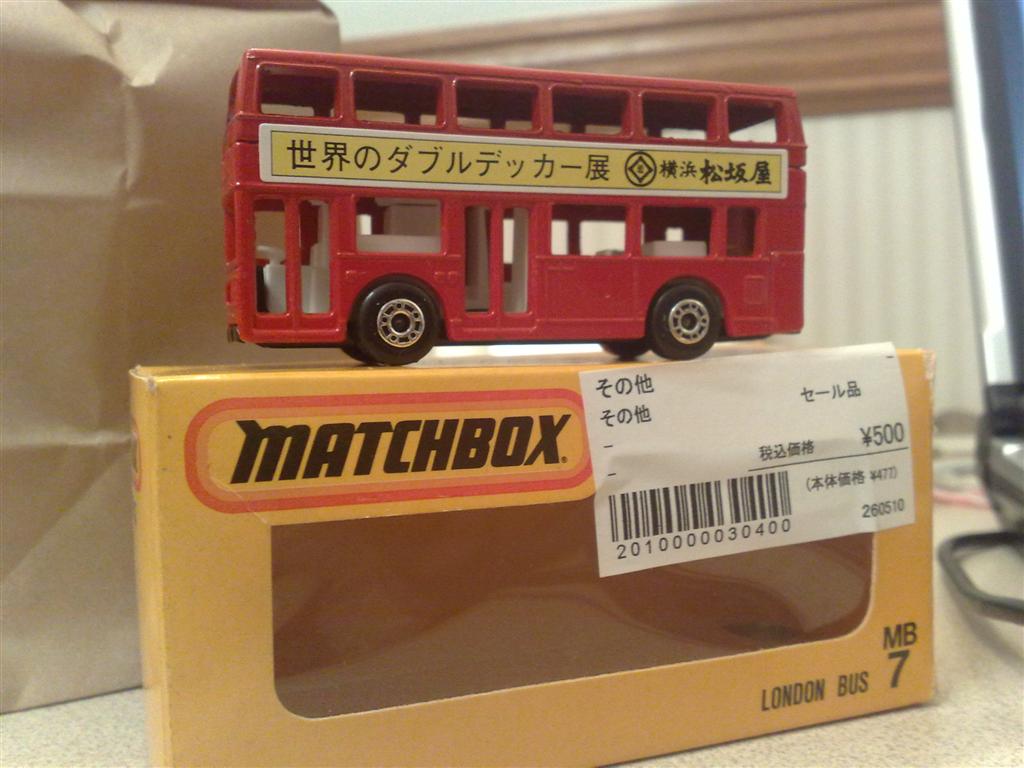 世界のダブルデッカー展 横浜 松坂屋
MATCHBOX
その他
その他
セール品
-
税込価格 ¥500
-
(本体価格 ¥477)
260510
2010000030400
MB
7
LONDON BUS